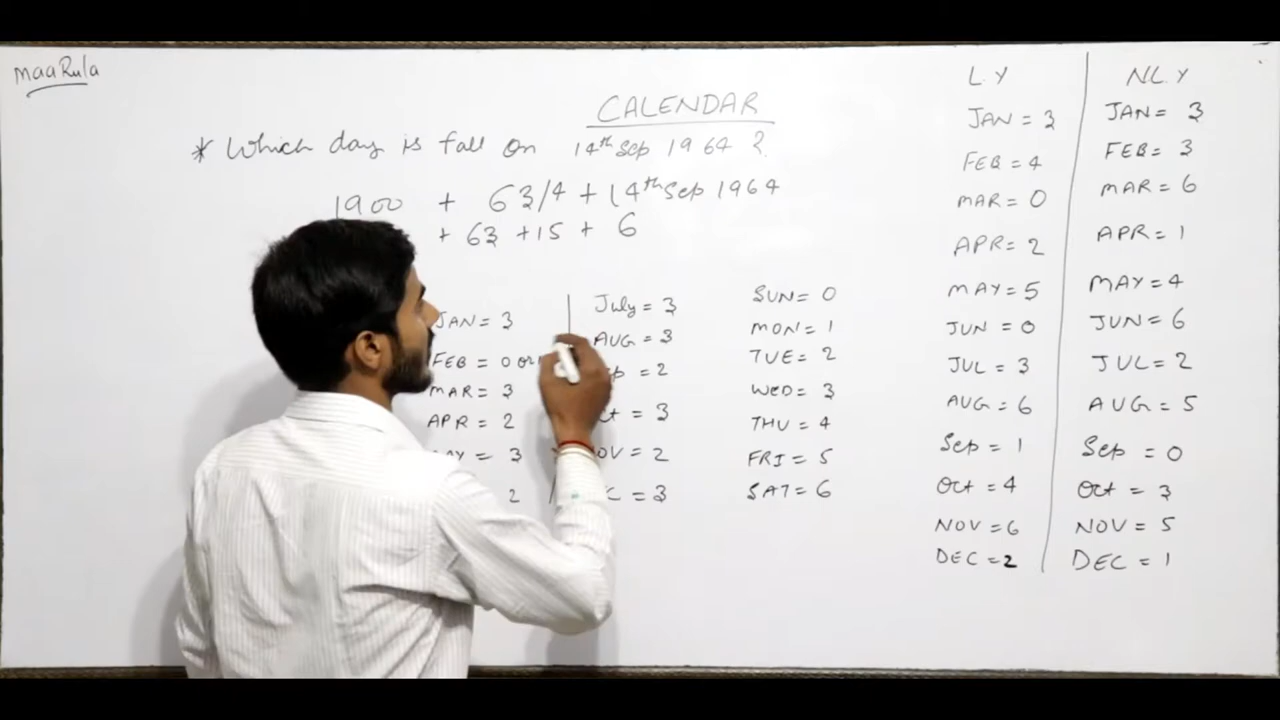 MaaRula
CALENDAR
* Which day is fall on 14th Sep 1964 ?
1900 + 63/4 + 14th Sep 1964
+ 63 + 15 + 6
JAN = 3
FEB = 0 or
MAR = 3
APR = 2
= 3
2
July = 3
AUG = 3
= 2
= 3
= 2
= 3
SUN = 0
MON = 1
TUE = 2
WED = 3
THU = 4
FRI = 5
SAT = 6
L.Y
JAN = 3
FEB = 4
MAR = 0
APR = 2
MAY = 5
JUN = 0
JUL = 3
AUG = 6
Sep = 1
Oct = 4
NOV = 6
DEC = 2
NL.Y
JAN = 3
FEB = 3
MAR = 6
APR = 1
MAY = 4
JUN = 6
JUL = 2
AUG = 5
Sep = 0
Oct = 3
NOV = 5
DEC = 1